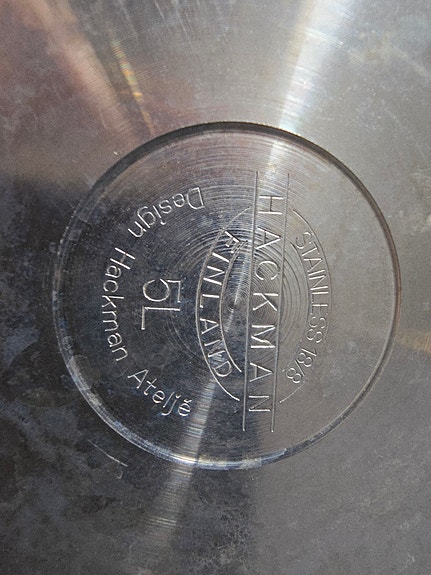 STAINLESS 18/8
HACKMAN
FINLAND
5L
Design Hackman Ateljé